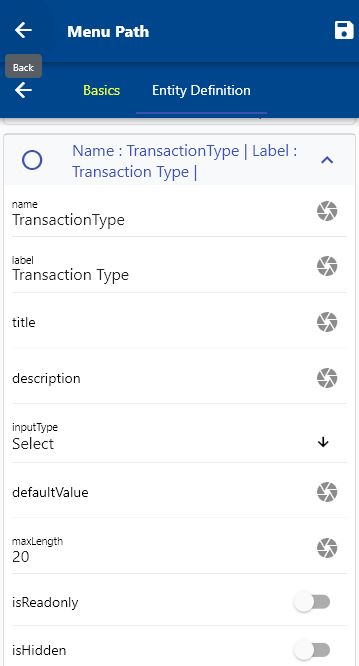 Menu Path
Back
Basics
Entity Definition
Name : TransactionType | Label :
Transaction Type |
name
TransactionType
label
Transaction Type
title
description
inputType
Select
defaultValue
maxLength
20
isReadonly
isHidden